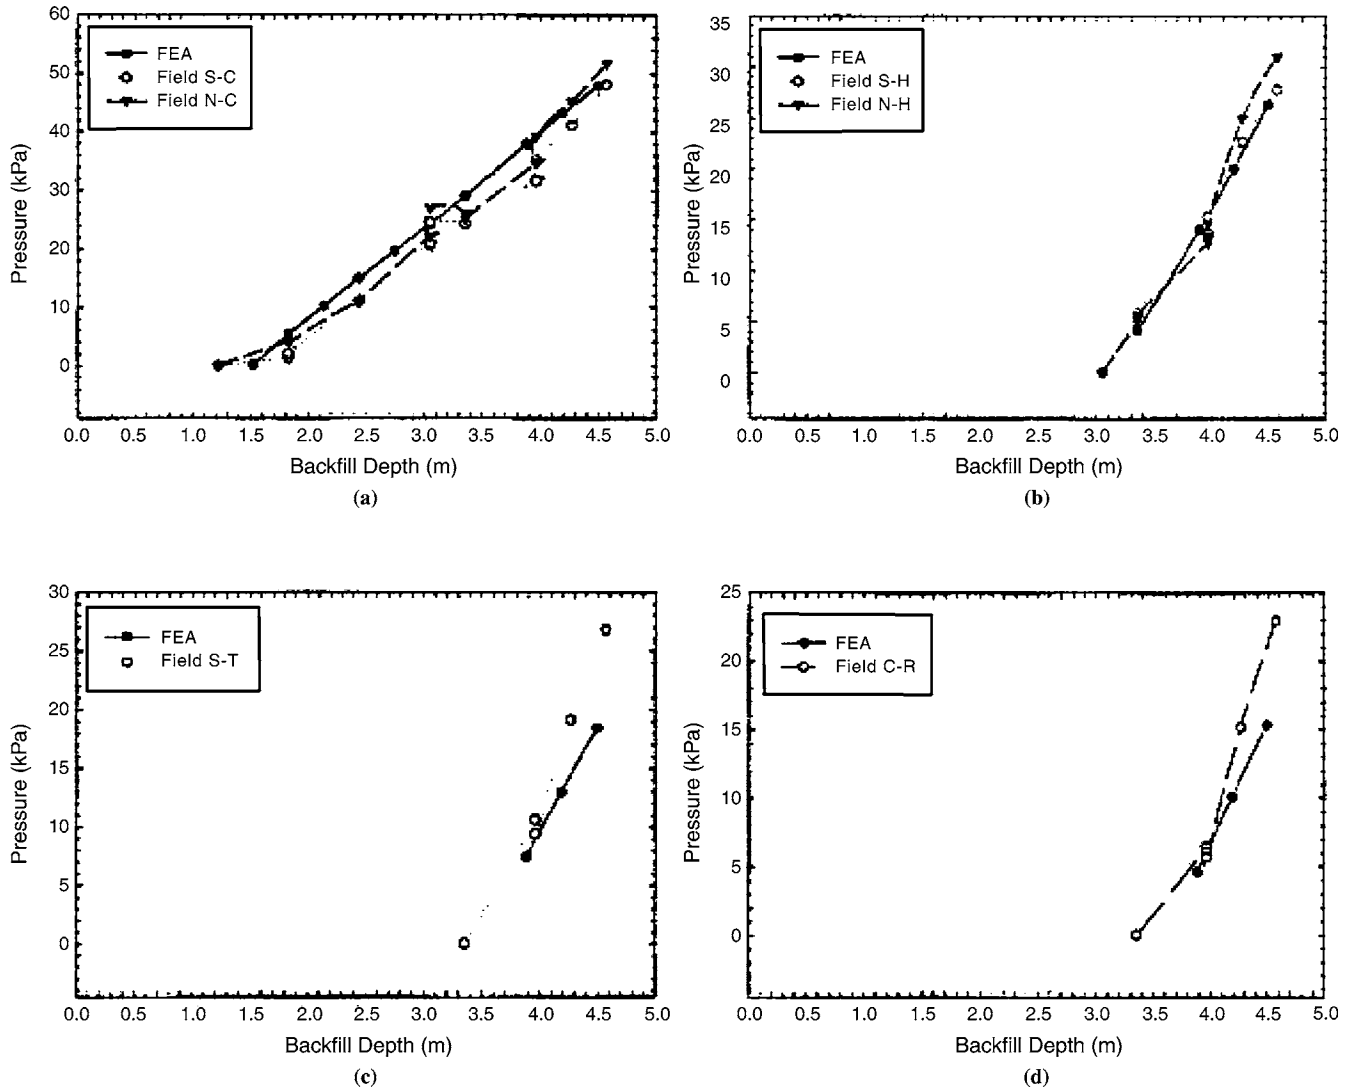 60
50
40
30
20
10
0
Pressure (kPa)
FEA
Field S-C
Field N-C
0.0 0.5 1.0 1.5 2.0 2.5 3.0 3.5 4.0 4.5 5.0
Backfill Depth (m)
(a)
35
30
25
20
15
10
5
0
Pressure (kPa)
FEA
Field S-H
Field N-H
0.0 0.5 1.0 1.5 2.0 2.5 3.0 3.5 4.0 4.5 5.0
Backfill Depth (m)
(b)
30
25
20
15
10
5
0
Pressure (kPa)
FEA
Field S-T
0.0 0.5 1.0 1.5 2.0 2.5 3.0 3.5 4.0 4.5 5.0
Backfill Depth (m)
(c)
25
20
15
10
5
0
Pressure (kPa)
FEA
Field C-R
0.0 0.5 1.0 1.5 2.0 2.5 3.0 3.5 4.0 4.5 5.0
Backfill Depth (m)
(d)